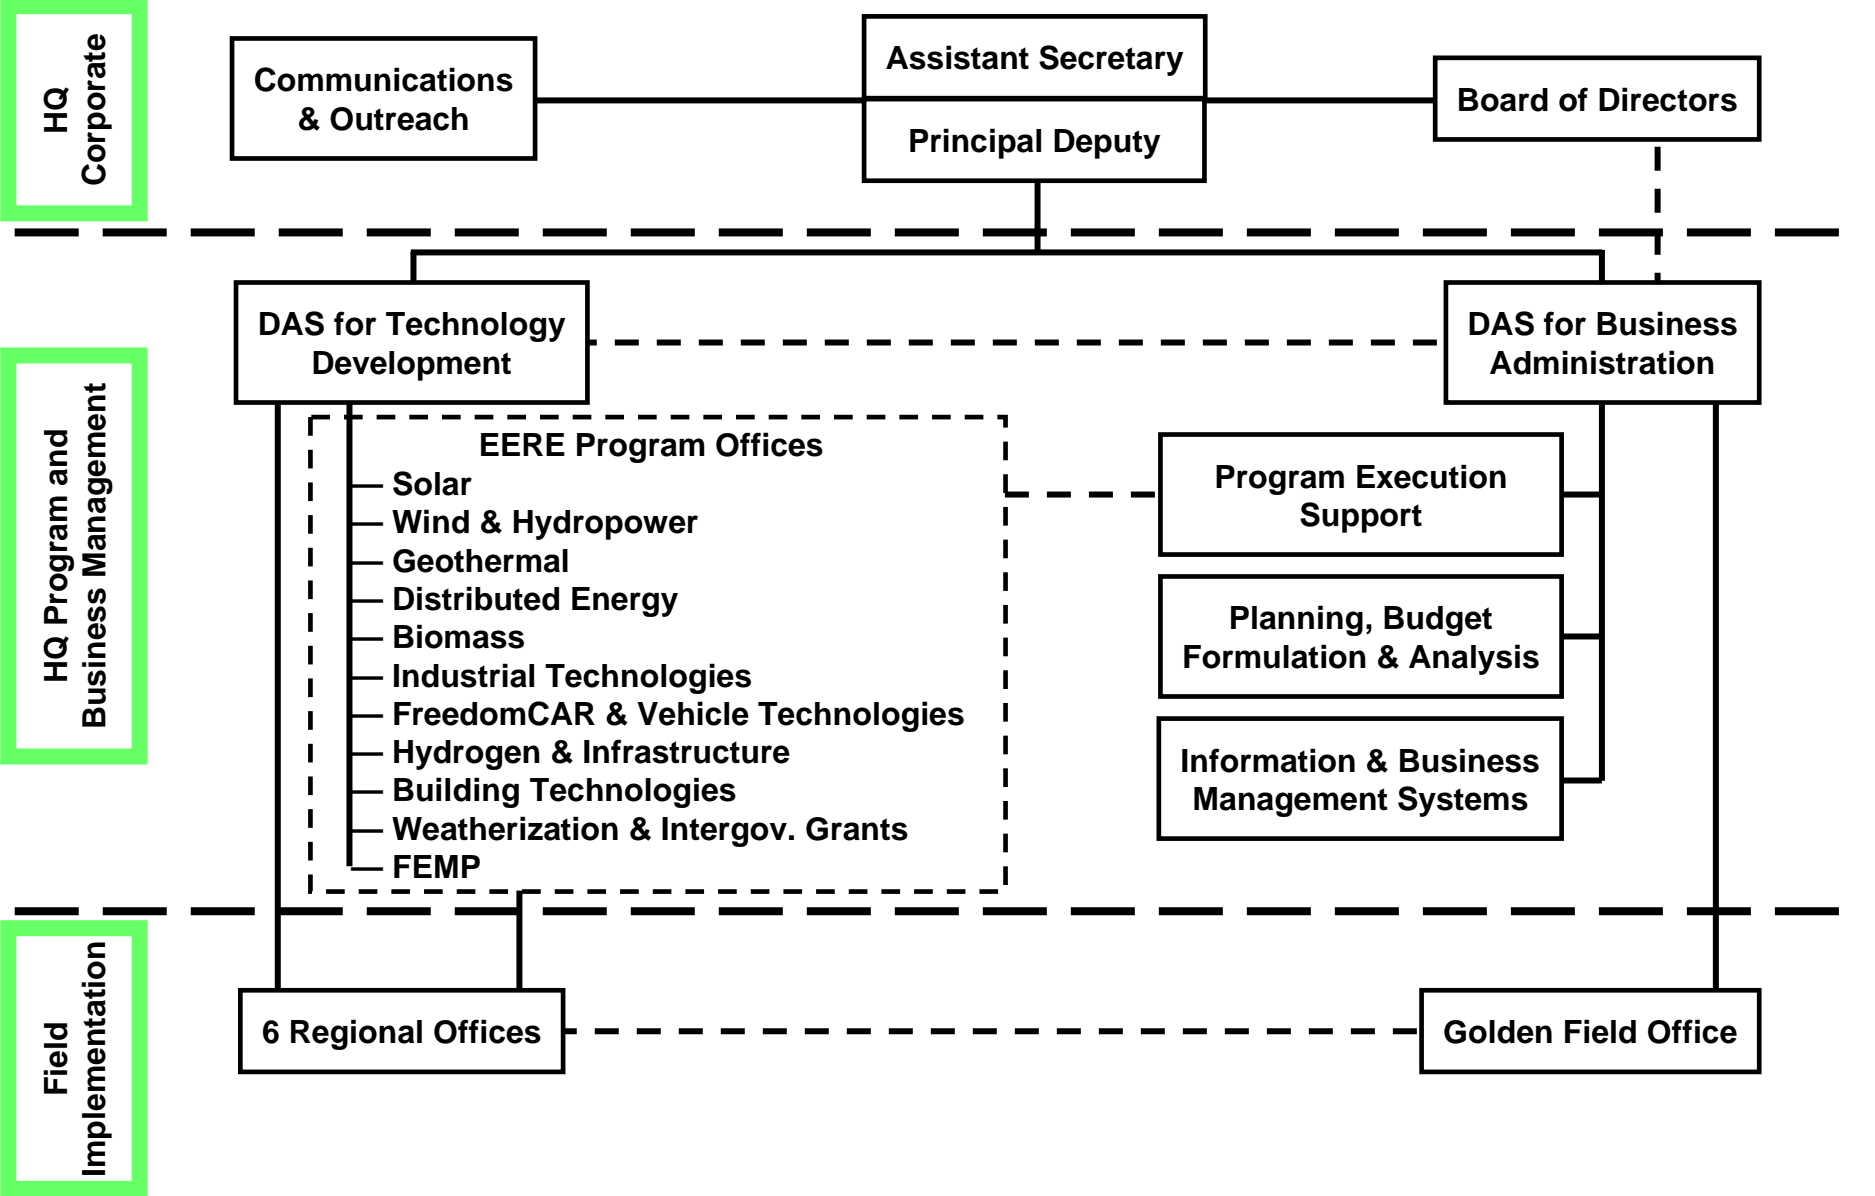 HQ
Corporate
Communications
& Outreach
Assistant Secretary
Principal Deputy
Board of Directors
HQ Program and
Business Management
DAS for Technology
Development
DAS for Business
Administration
EERE Program Offices
Solar
Wind & Hydropower
Geothermal
Distributed Energy
Biomass
Industrial Technologies
FreedomCAR & Vehicle Technologies
Hydrogen & Infrastructure
Building Technologies
Weatherization & Intergov. Grants
FEMP
Program Execution
Support
Planning, Budget
Formulation & Analysis
Information & Business
Management Systems
Field
Implementation
6 Regional Offices
Golden Field Office